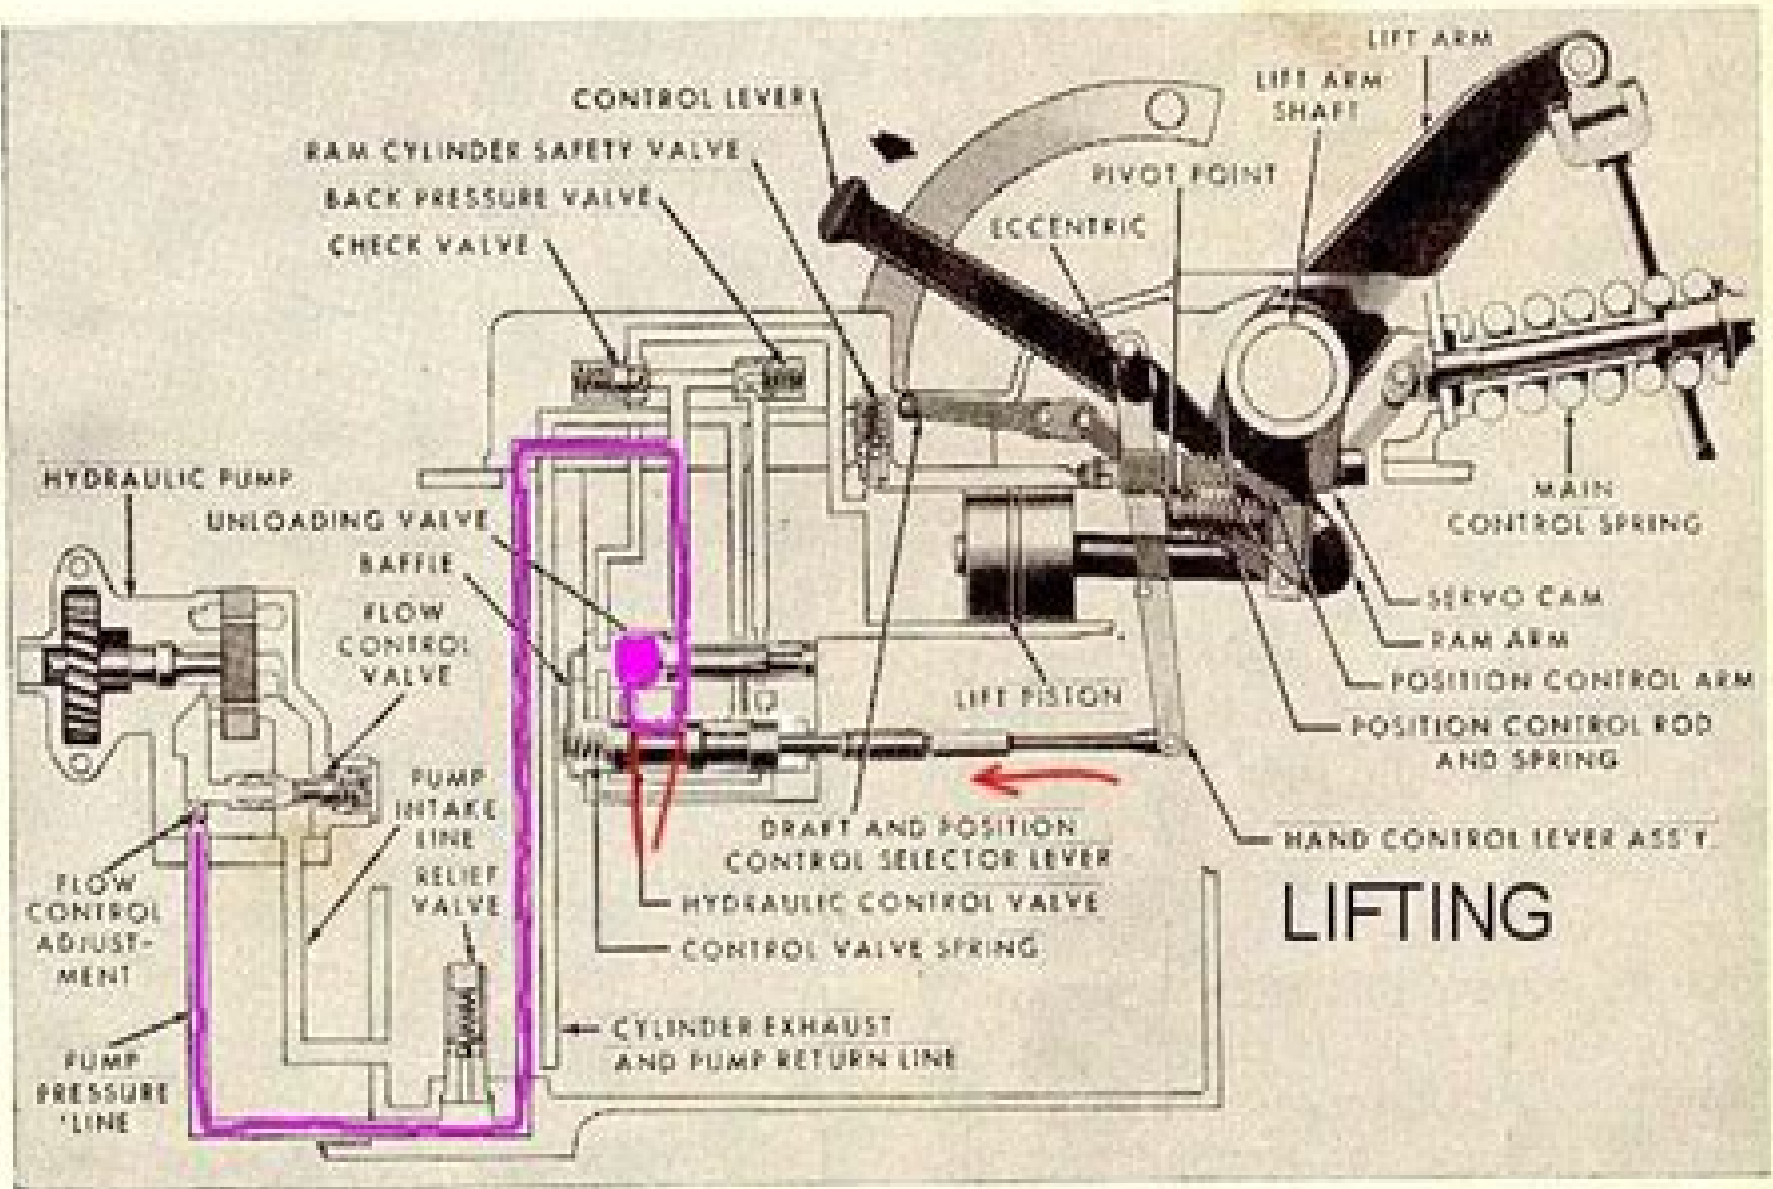 LIFT ARM
LIFT ARM
SHAFT
CONTROL LEVER
RAM CYLINDER SAFETY VALVE
PIVOT POINT
BACK PRESSURE VALVE
ECCENTRIC
CHECK VALVE
HYDRAULIC PUMP
UNLOADING VALVE
BAFFLE
FLOW
CONTROL
VALVE
MAIN
CONTROL SPRING
SERVO CAM
RAM ARM
POSITION CONTROL ARM
LIFT PISTON
POSITION CONTROL ROD
AND SPRING
PUMP
INTAKE
LINE
DRAFT AND POSITION
CONTROL SELECTOR LEVER
HAND CONTROL LEVER ASS'Y.
RELIEF
VALVE
FLOW
CONTROL
ADJUST-
MENT
HYDRAULIC CONTROL VALVE
CONTROL VALVE SPRING
LIFTING
CYLINDER EXHAUST
AND PUMP RETURN LINE
PUMP
PRESSURE
LINE